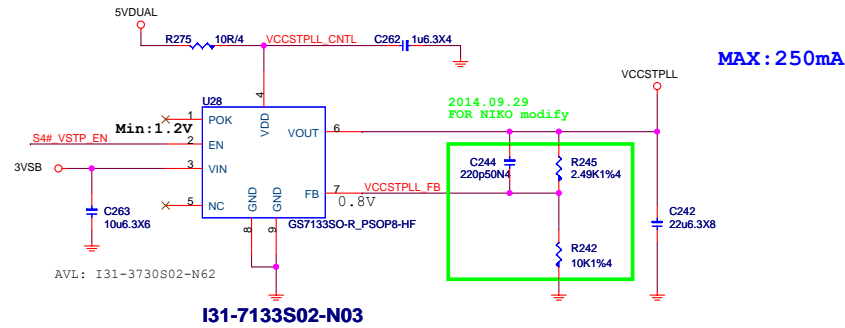 5VDUAL
R275 10R/4 VCCSTPLL_CNTL C262 1u6.3X4
MAX:250mA
VCCSTPLL
U28
4
2014.09.29
FOR NIKO modify
1 POK VDD
Min:1.2V
VOUT 6
S4#_VSTP_EN 2 EN
C244
220p50N4
R245
2.49K1%4
3VSB 3 VIN
FB 7 VCCSTPLL_FB
0.8V
5 NC GND GND
GS7133SO-R_PSOP8-HF
C263
10u6.3X6
C242
22u6.3X8
8 9
R242
10K1%4
AVL: I31-3730S02-N62
I31-7133S02-N03